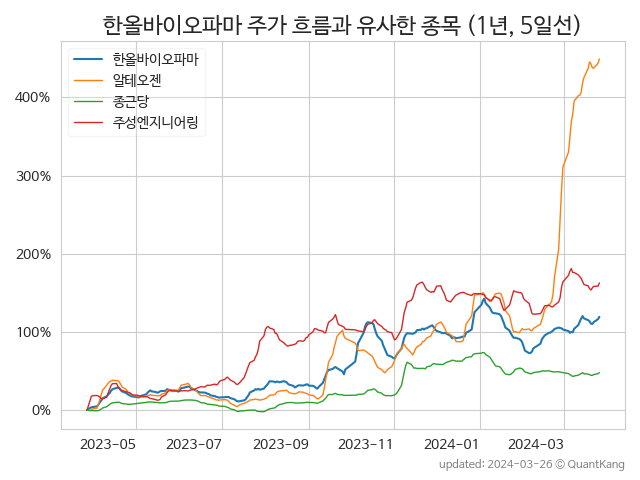 한올바이오파마 주가 흐름과 유사한 종목 (1년, 5일선)
한올바이오파마
알테오젠
종근당
주성엔지니어링
400%
300%
200%
100%
0%
2023-05 2023-07 2023-09 2023-11 2024-01 2024-03
updated: 2024-03-26 © QuantKang